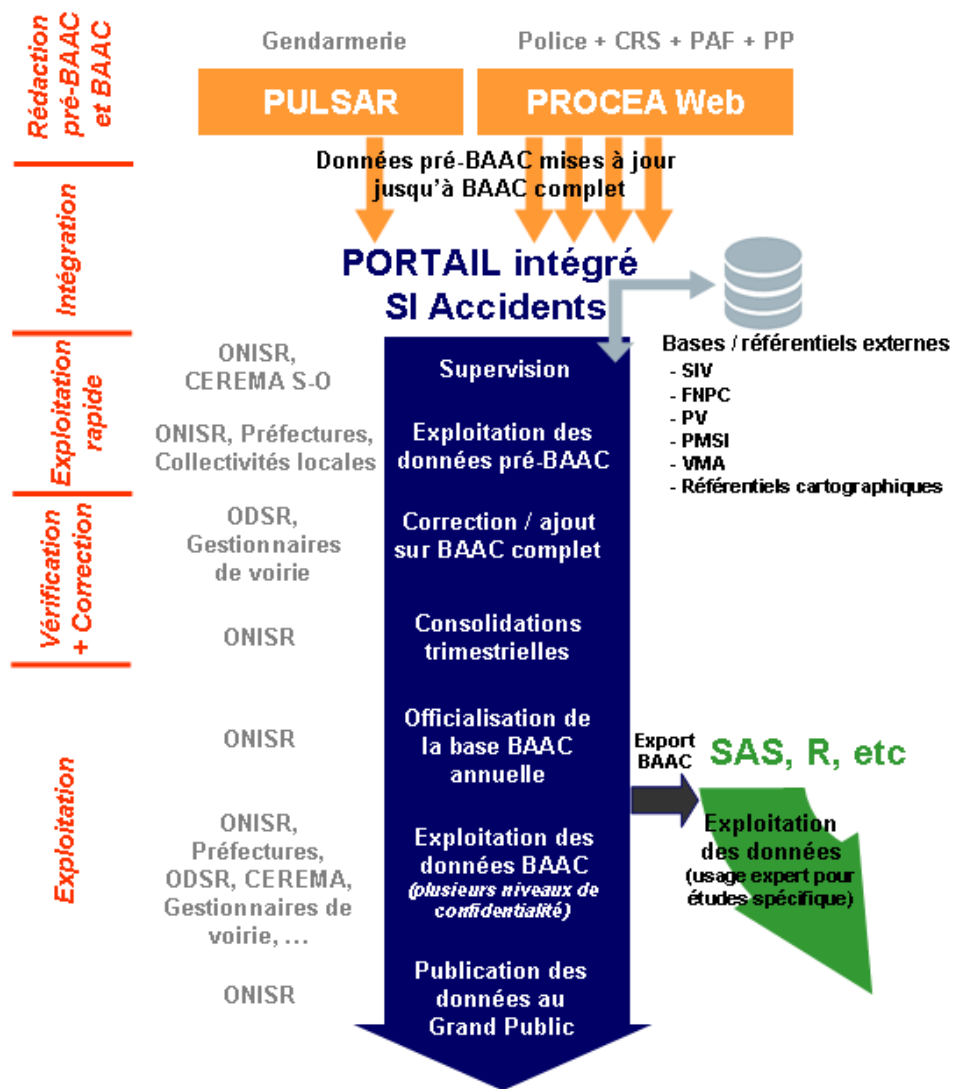 Rédaction
pré-BAAC
et BAAC
Gendarmerie
Police + CRS + PAF + PP
PULSAR
PROCEA Web
Données pré-BAAC mises à jour
jusqu'à BAAC complet
Intégration
PORTAIL intégré
SI Accidents
Bases / référentiels externes
- SIV
- FNPC
- PV
- PMSI
- VMA
- Référentiels cartographiques
Exploitation
rapide
ONISR,
CEREMA S-O
Supervision
ONISR, Préfectures,
Collectivités locales
Exploitation des
données pré-BAAC
Vérification
+ Correction
ODSR,
Gestionnaires
de voirie
Correction / ajout
sur BAAC complet
ONISR
Consolidations
trimestrielles
Exploitation
ONISR
Officialisation de
la base BAAC
annuelle
Export
BAAC
SAS, R, etc
Exploitation
des données
(usage expert pour
études spécifique)
ONISR,
Préfectures,
ODSR, CEREMA,
Gestionnaires de
voirie, ...
Exploitation des
données BAAC
(plusieurs niveaux de
confidentialité)
ONISR
Publication des
données au
Grand Public